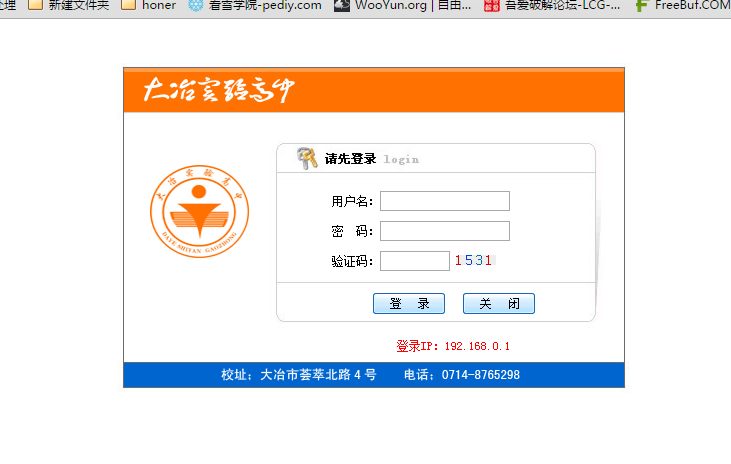 处理 新建文件夹 honer 看雪学院-pediy.com WooYun.org | 自由... 吾爱破解论坛-LCG-... FreeBuf.COM
大冶实验高中
请先登录 login
大冶实验高中
DAYE SHIYAN GAOZHONG
用户名：
密 码：
验证码： 1531
登 录 关 闭
登录IP：192.168.0.1
校址：大冶市荟萃北路4号 电话：0714-8765298